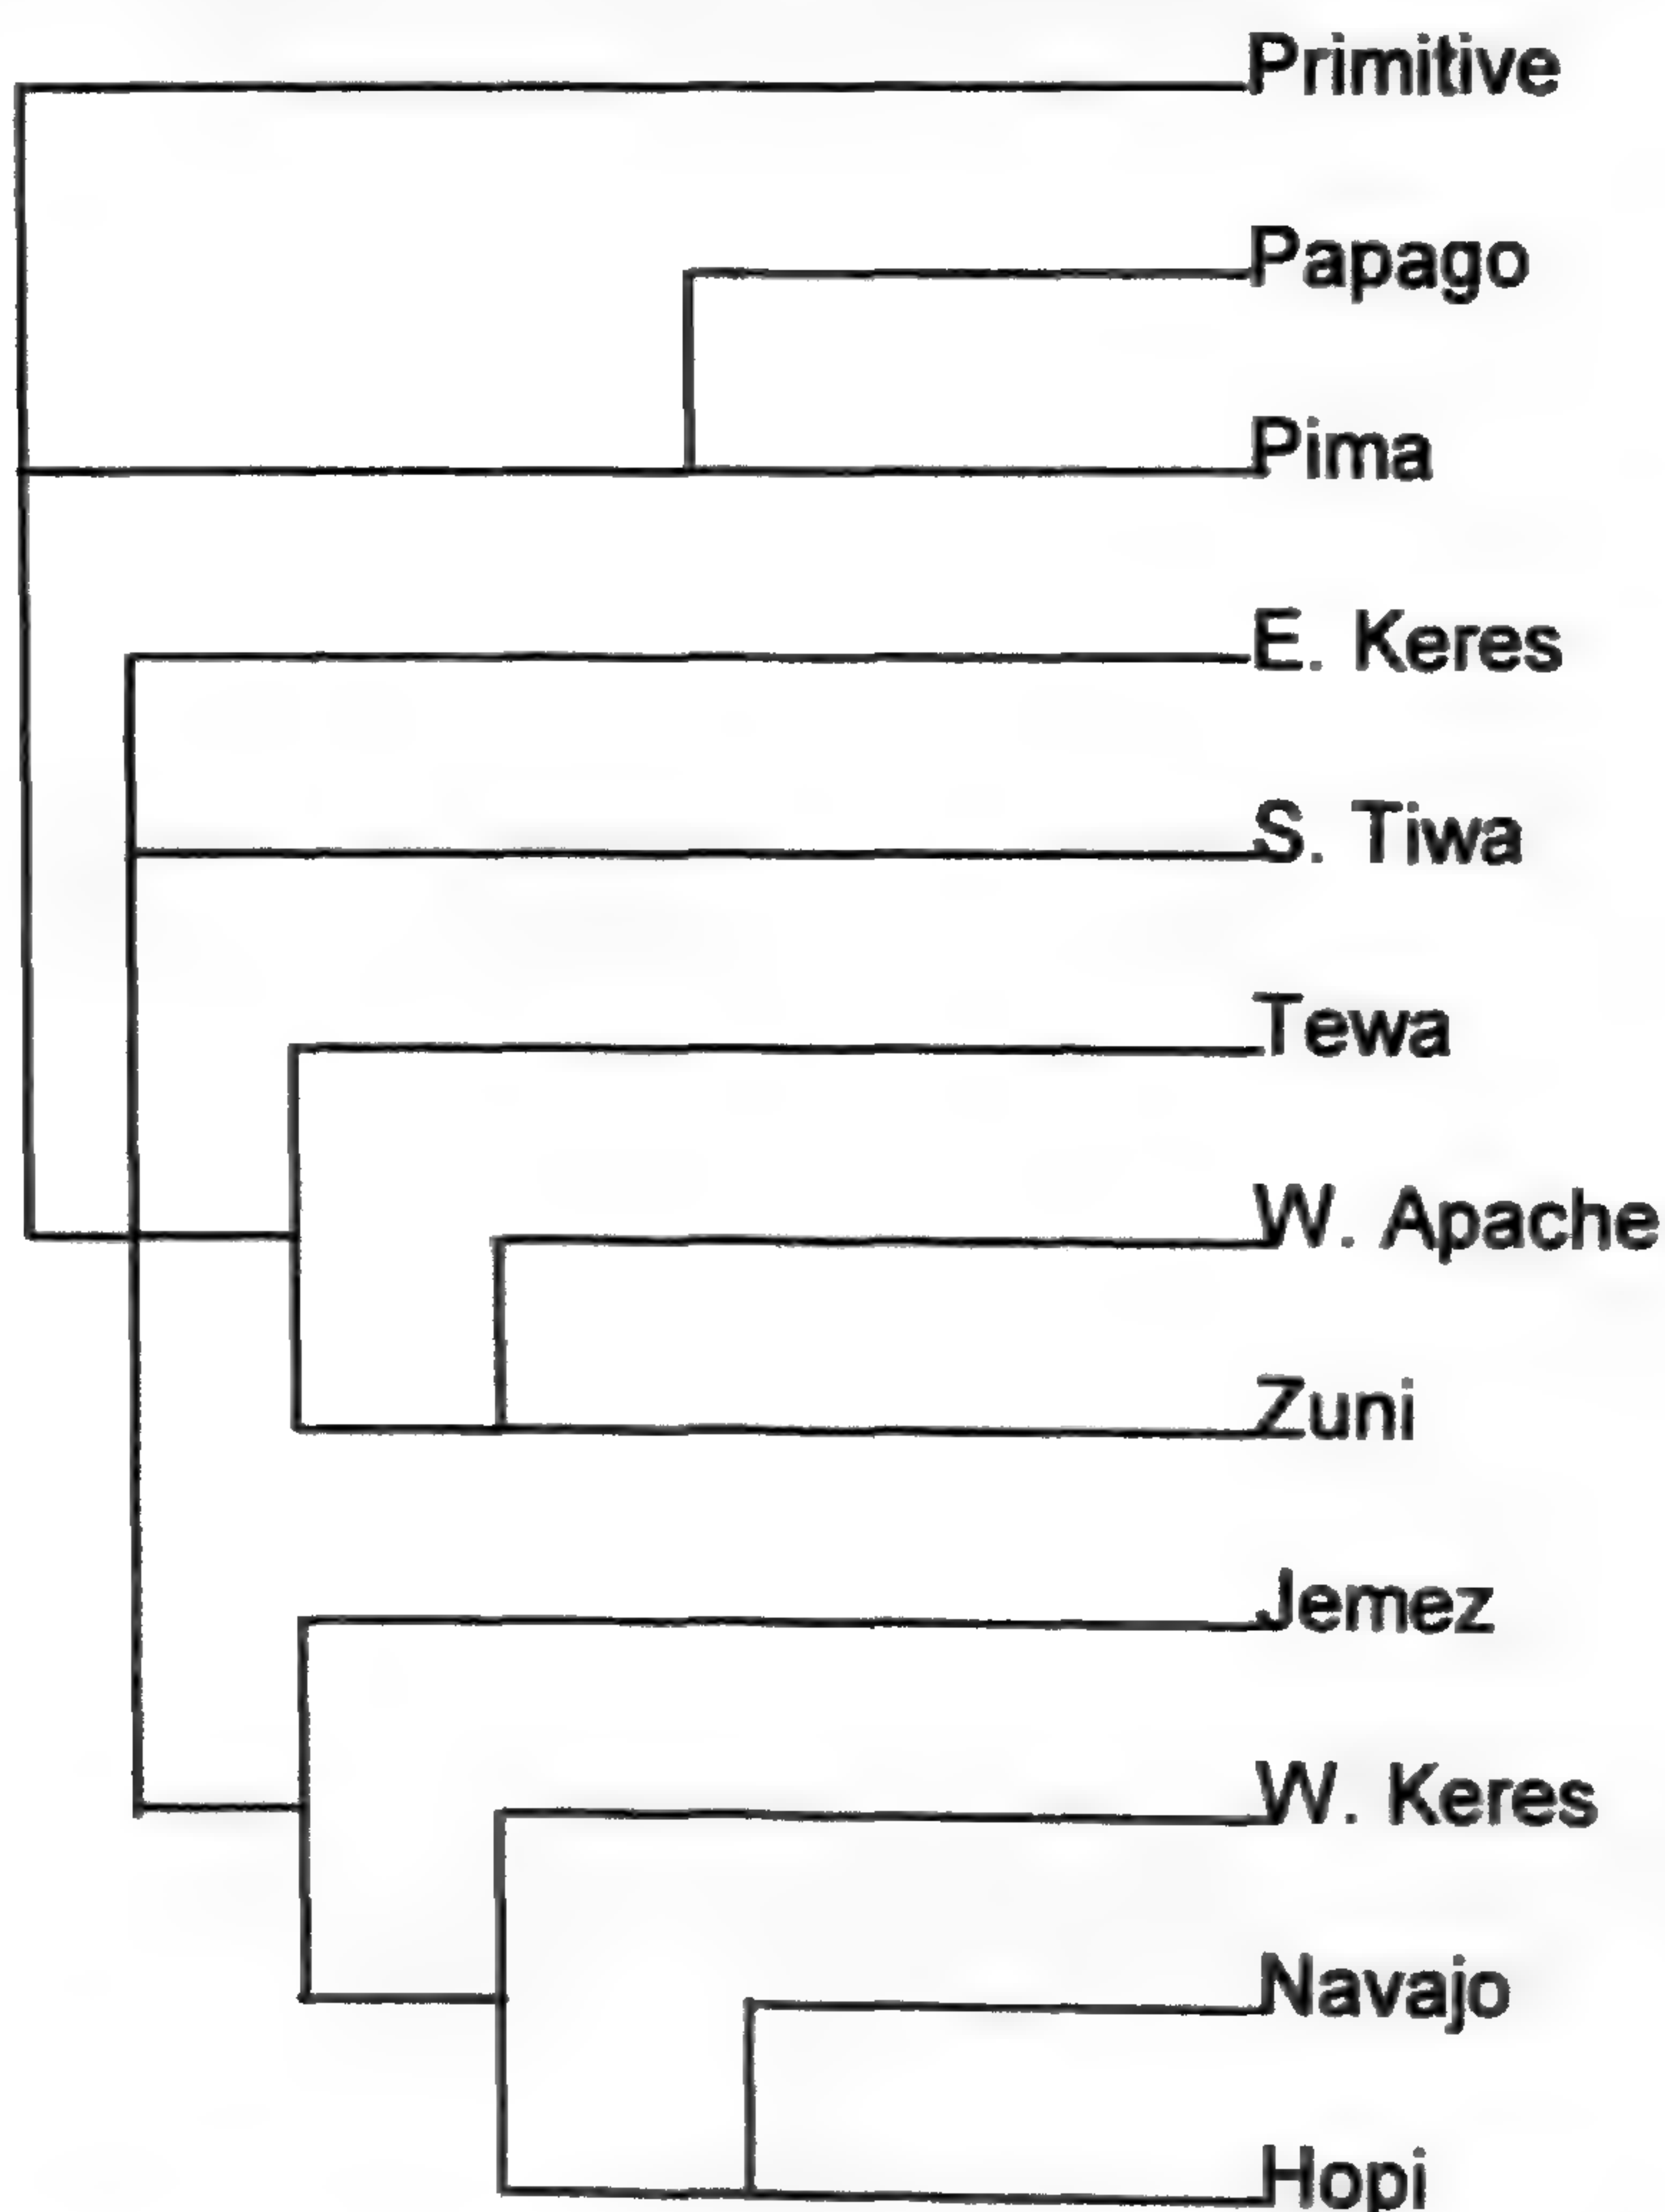 Primitive
Papago
Pima
E. Keres
S. Tiwa
Tewa
W. Apache
Zuni
Jemez
W. Keres
Navajo
Hopi